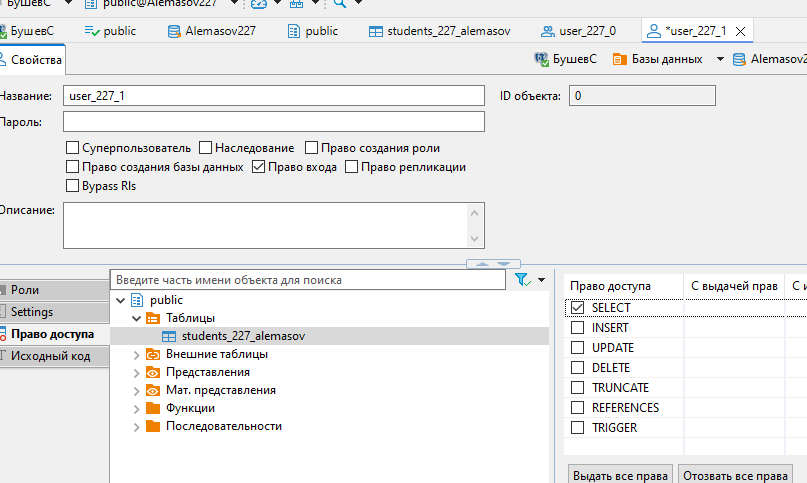 БушевС public@Alemasov227
БушевС public Alemasov227 public students_227_alemasov user_227_0 *user_227_1
Свойства БушевС Базы данных Alemasov2
Название: user_227_1 ID объекта: 0
Пароль:
Суперпользователь Наследование Право создания роли
Право создания базы данных Право входа Право репликации
Bypass Rls
Описание:
Введите часть имени объекта для поиска
Роли public Право доступа С выдачей прав С и
Settings Таблицы SELECT
Право доступа students_227_alemasov INSERT
Исходный код Внешние таблицы UPDATE
Представления DELETE
Мат. представления TRUNCATE
Функции REFERENCES
Последовательности TRIGGER
Выдать все права Отозвать все права